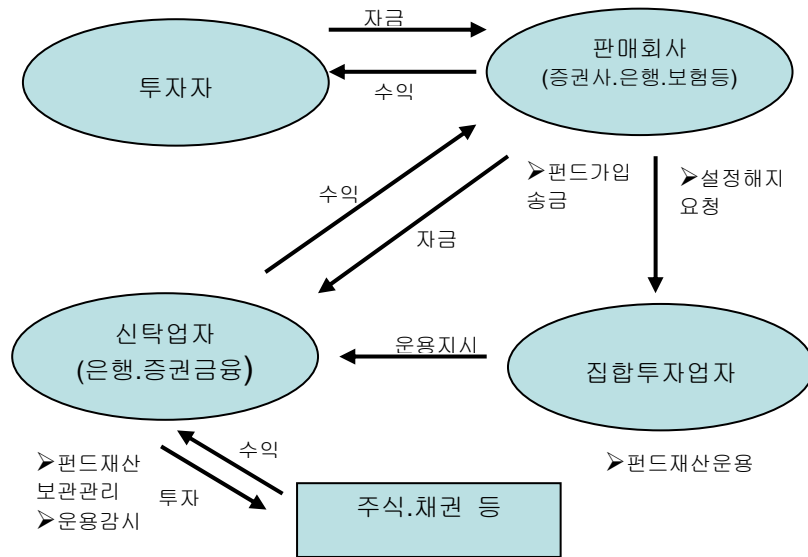 자금
투자자
판매회사
(증권사.은행.보험등)
수익
➢펀드가입
송금
➢설정해지
요청
수익
자금
신탁업자
(은행.증권금융)
운용지시
집합투자업자
➢펀드재산
보관관리
➢운용감시
수익
투자
➢펀드재산운용
주식.채권 등